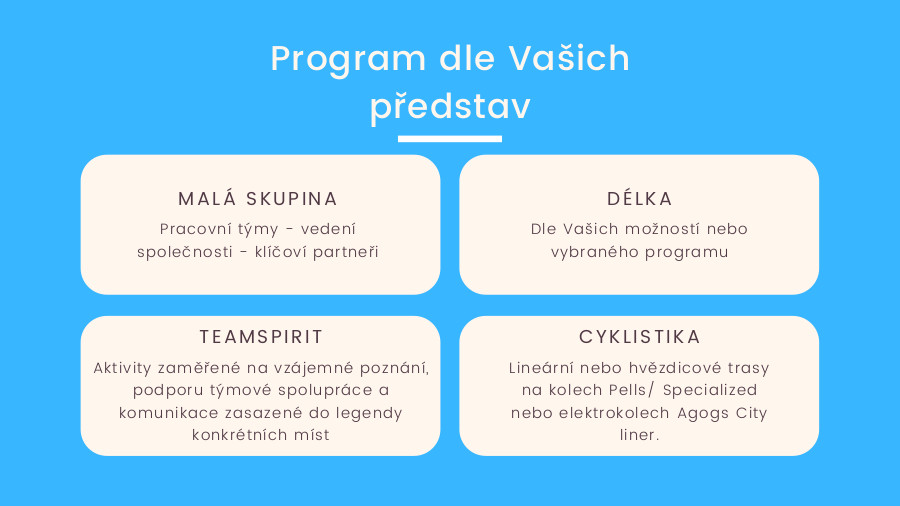 Program dle Vašich
představ
MALÁ SKUPINA
Pracovní týmy - vedení
společnosti - klíčoví partneři
DÉLKA
Dle Vašich možností nebo
vybraného programu
TEAMSPIRIT
Aktivity zaměřené na vzájemné poznání,
podporu týmové spolupráce a
komunikace zasazené do legendy
konkrétních míst
CYKLISTIKA
Lineární nebo hvězdicové trasy
na kolech Pells/ Specialized
nebo elektrokolech Agogs City
liner.